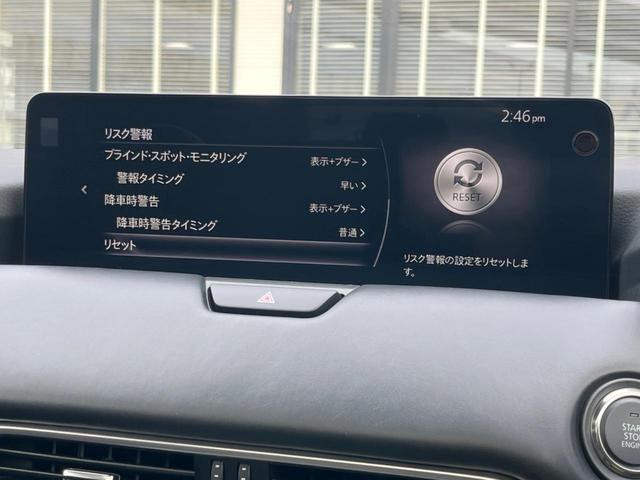 2:46pm
リスク警報
ブラインド・スポット・モニタリング 表示+ブザー
警報タイミング 早い
降車時警告 表示+ブザー
降車時警告タイミング 普通
リセット
RESET
リスク警報の設定をリセットしま
す。
START
STOP
ENGINE